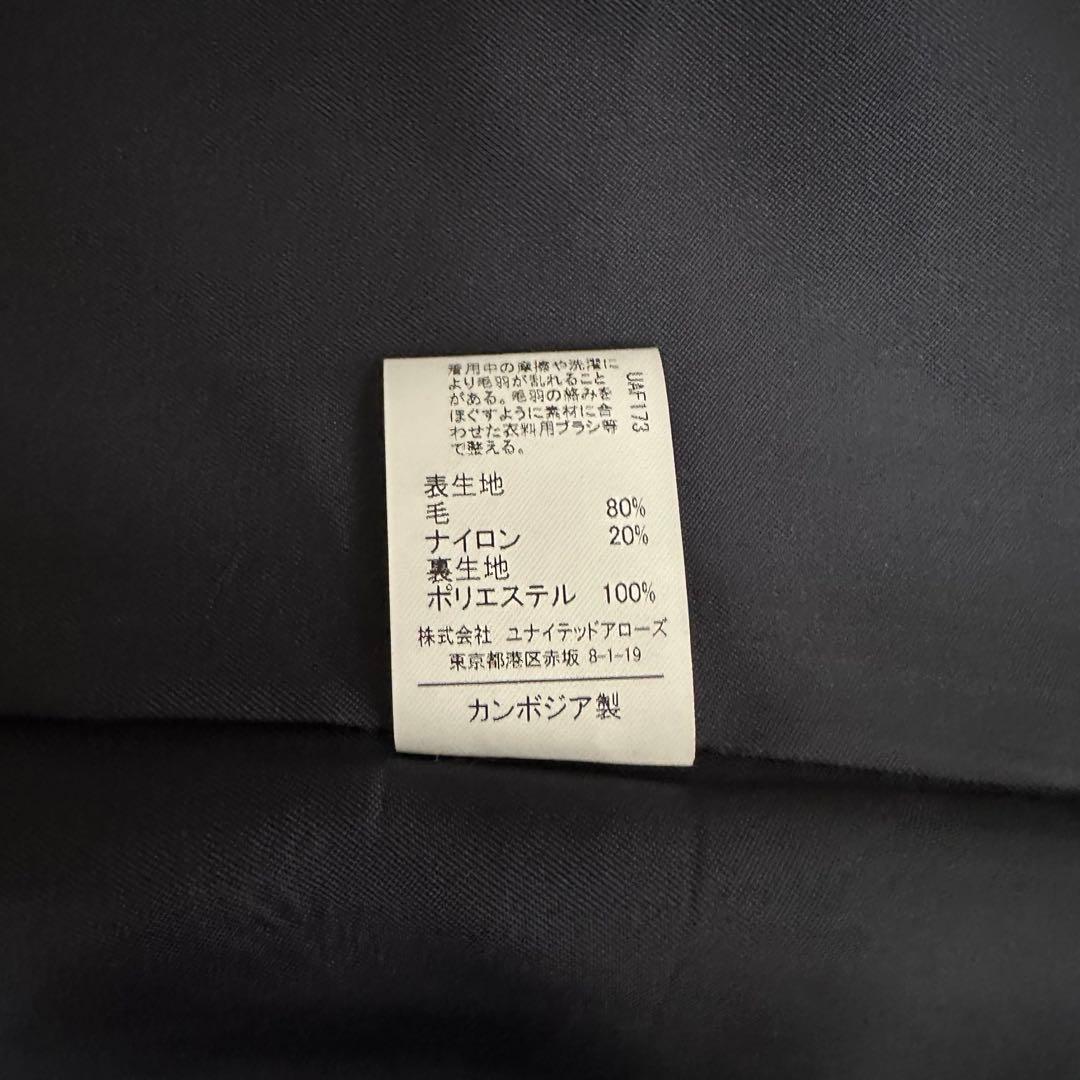 着用中の摩擦や洗濯に
より毛羽が乱れること
がある。毛羽の絡みを
ほぐすように素材に合
わせた衣料用ブラシ等
で整える。
UAF173
表生地
毛 80%
ナイロン 20%
裏生地
ポリエステル 100%
株式会社 ユナイテッドアローズ
東京都港区赤坂 8-1-19
カンボジア製